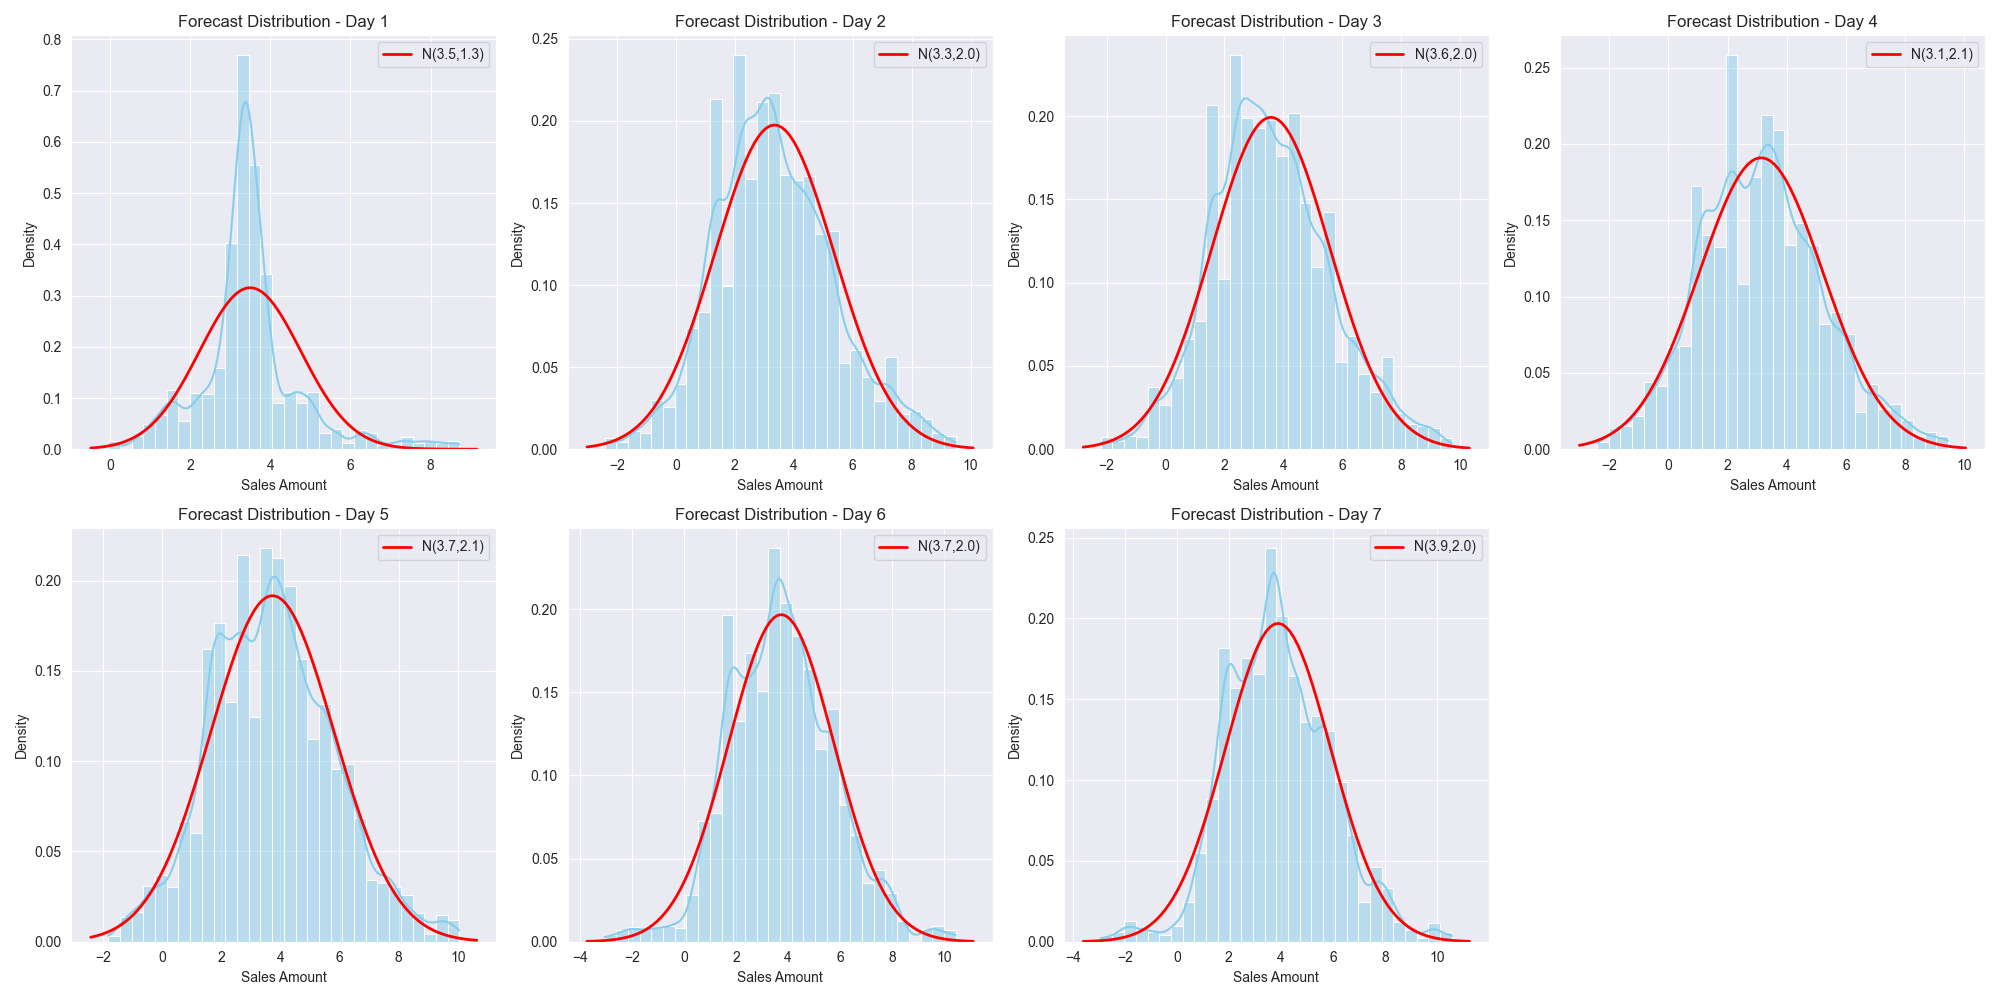 Forecast Distribution - Day 1
N(3.5,1.3)
0.8
0.7
0.6
0.5
0.4
0.3
0.2
0.1
0.0
Density
0 2 4 6 8
Sales Amount
Forecast Distribution - Day 2
N(3.3,2.0)
0.25
0.20
0.15
0.10
0.05
0.00
Density
−2 0 2 4 6 8 10
Sales Amount
Forecast Distribution - Day 3
N(3.6,2.0)
0.20
0.15
0.10
0.05
0.00
Density
−2 0 2 4 6 8 10
Sales Amount
Forecast Distribution - Day 4
N(3.1,2.1)
0.25
0.20
0.15
0.10
0.05
0.00
Density
−2 0 2 4 6 8 10
Sales Amount
Forecast Distribution - Day 5
N(3.7,2.1)
0.20
0.15
0.10
0.05
0.00
Density
−2 0 2 4 6 8 10
Sales Amount
Forecast Distribution - Day 6
N(3.7,2.0)
0.20
0.15
0.10
0.05
0.00
Density
−4 −2 0 2 4 6 8 10
Sales Amount
Forecast Distribution - Day 7
N(3.9,2.0)
0.25
0.20
0.15
0.10
0.05
0.00
Density
−4 −2 0 2 4 6 8 10
Sales Amount